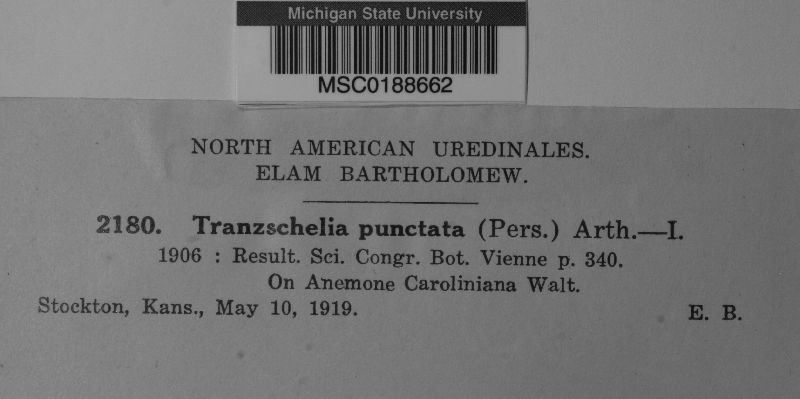 Michigan State University
MSC0188662
NORTH AMERICAN UREDINALES.
ELAM BARTHOLOMEW.
2180. Tranzschelia punctata (Pers.) Arth.—I.
1906 : Result. Sci. Congr. Bot. Vienne p. 340.
On Anemone Caroliniana Walt.
Stockton, Kans., May 10, 1919. E. B.